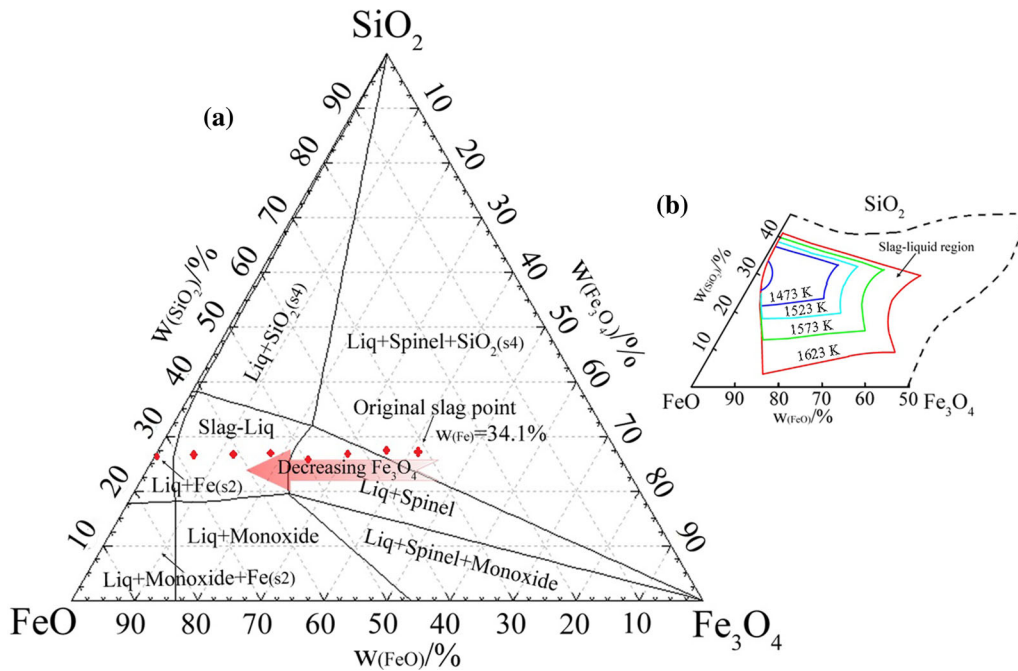 (a)
SiO2
90
80
70
60
50
40
30
20
10
W(SiO2)/%
10
20
30
40
50
60
70
80
90
W(Fe3O4)/%
Liq+SiO2(s4)
Liq+Spinel+SiO2(s4)
Original slag point
W(Fe)=34.1%
Slag-Liq
Decreasing Fe3O4
Liq+Fe(s2)
Liq+Spinel
Liq+Monoxide
Liq+Spinel+Monoxide
Liq+Monoxide+Fe(s2)
FeO
90
80
70
60
50
40
30
20
10
Fe3O4
W(FeO)/%
(b)
SiO2
Slag-liquid region
40
30
20
10
W(SiO2)/%
1473 K
1523 K
1573 K
1623 K
FeO
90
80
70
60
50
Fe3O4
W(FeO)/%